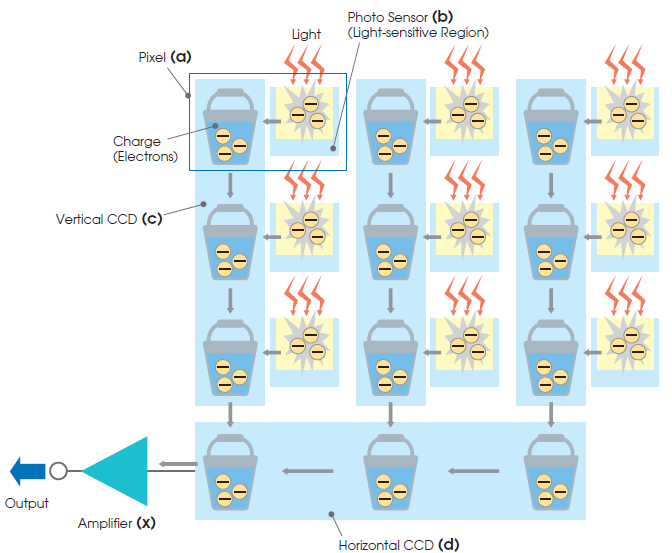 Light
Photo Sensor (b)
(Light-sensitive Region)
Pixel (a)
Charge
(Electrons)
Vertical CCD (c)
Output
Amplifier (x)
Horizontal CCD (d)